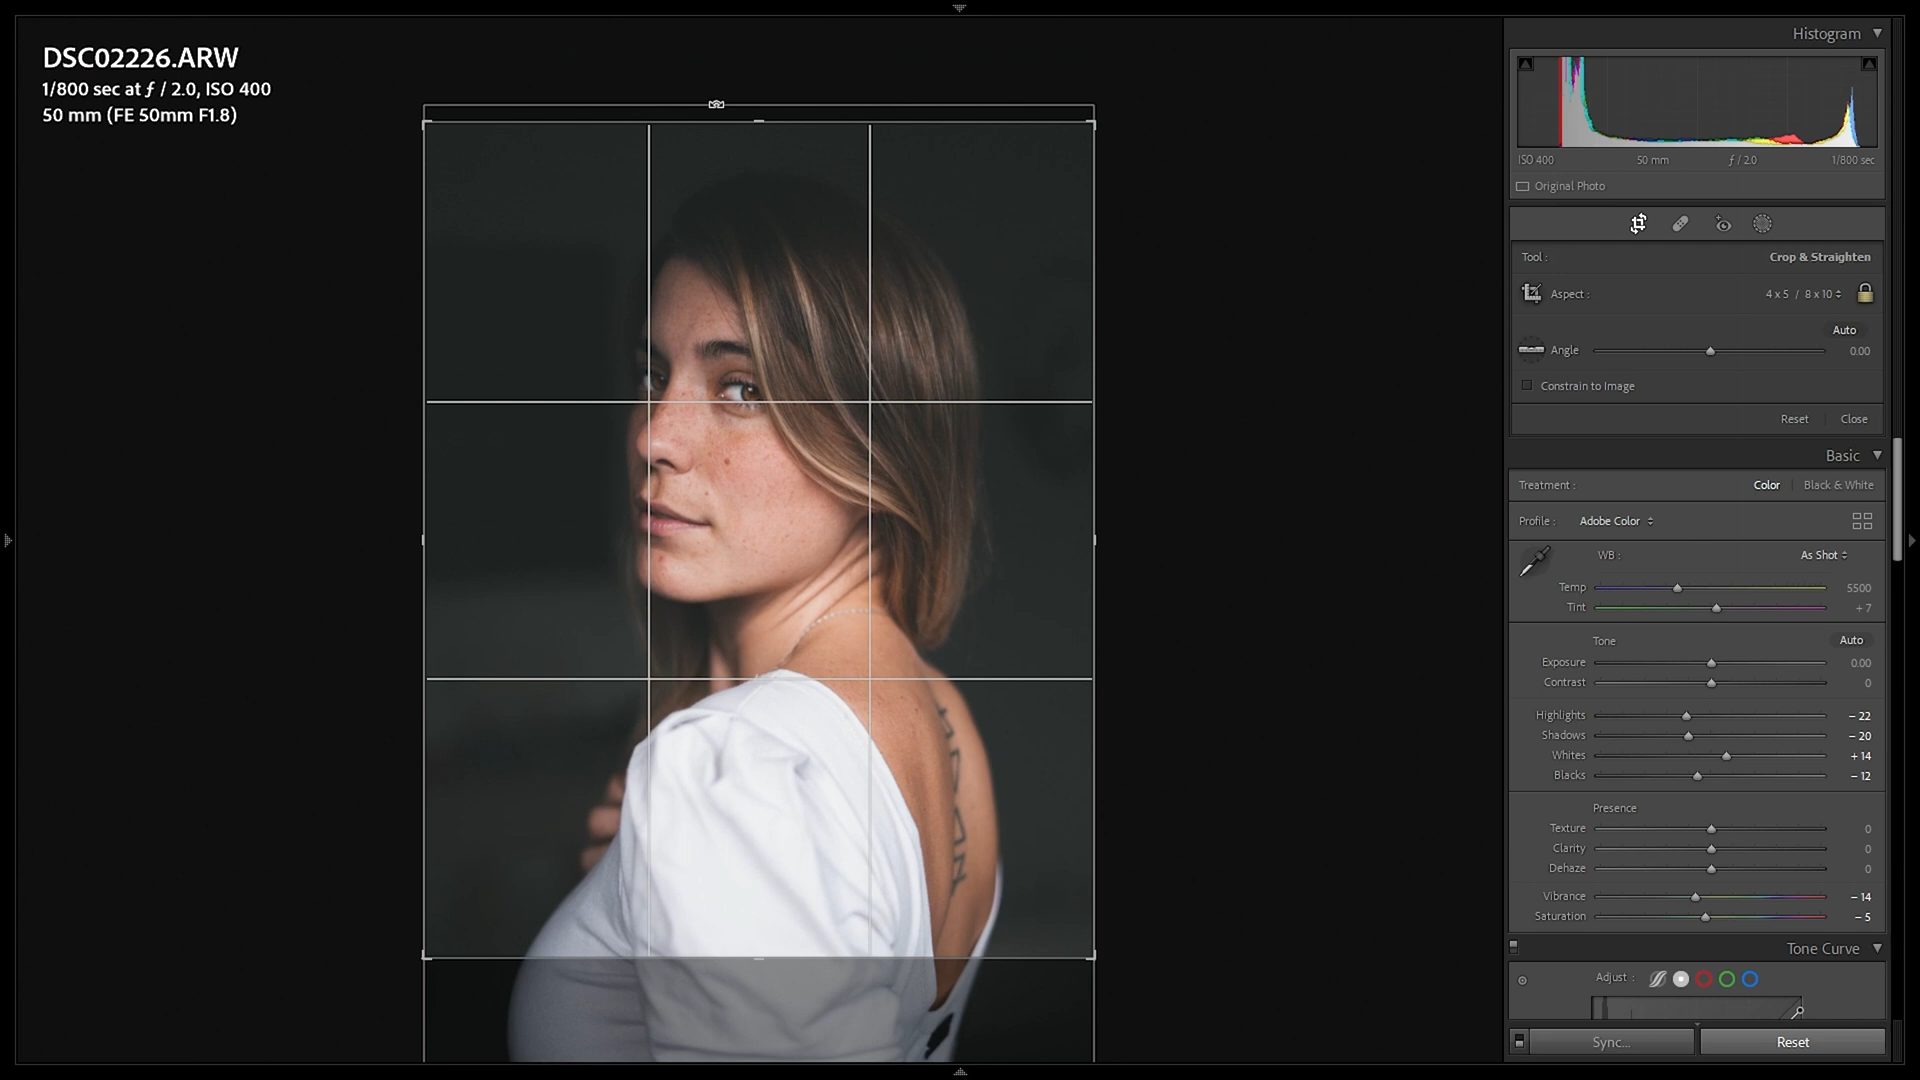 DSC02226.ARW
1/800 sec at ƒ / 2.0, ISO 400
50 mm (FE 50mm F1.8)
Histogram
ISO 400 50 mm ƒ / 2.0 1/800 sec
Original Photo
Tool : Crop & Straighten
Aspect : 4 x 5 / 8 x 10
Auto
Angle 0.00
Constrain to Image
Reset Close
Basic
Treatment : Color Black & White
Profile : Adobe Color
WB : As Shot
Temp 5500
Tint + 7
Tone Auto
Exposure 0.00
Contrast 0
Highlights – 22
Shadows – 20
Whites + 14
Blacks – 12
Presence
Texture 0
Clarity 0
Dehaze 0
Vibrance – 14
Saturation – 5
Tone Curve
Adjust :
Sync... Reset